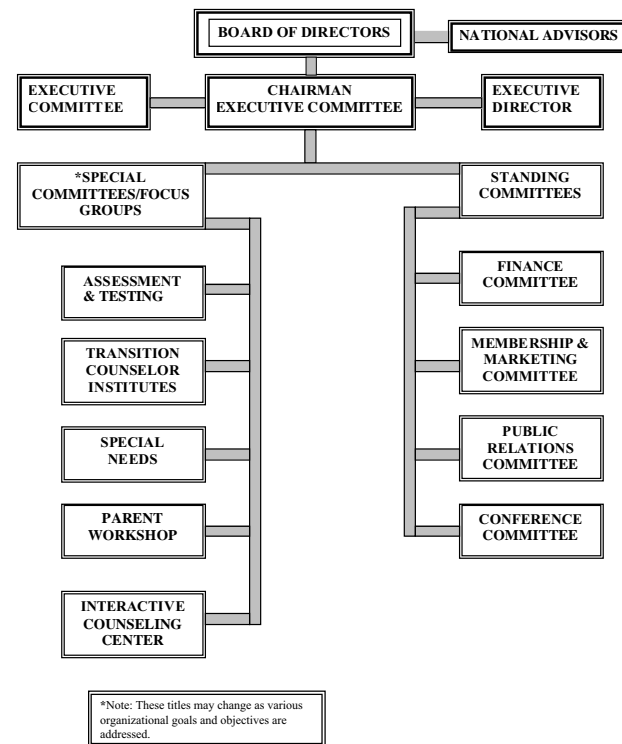 BOARD OF DIRECTORS
NATIONAL ADVISORS
EXECUTIVE
COMMITTEE
CHAIRMAN
EXECUTIVE COMMITTEE
EXECUTIVE
DIRECTOR
*SPECIAL
COMMITTEES/FOCUS
GROUPS
STANDING
COMMITTEES
ASSESSMENT
& TESTING
TRANSITION
COUNSELOR
INSTITUTES
SPECIAL
NEEDS
PARENT
WORKSHOP
INTERACTIVE
COUNSELING
CENTER
FINANCE
COMMITTEE
MEMBERSHIP &
MARKETING
COMMITTEE
PUBLIC
RELATIONS
COMMITTEE
CONFERENCE
COMMITTEE
*Note: These titles may change as various
organizational goals and objectives are
addressed.